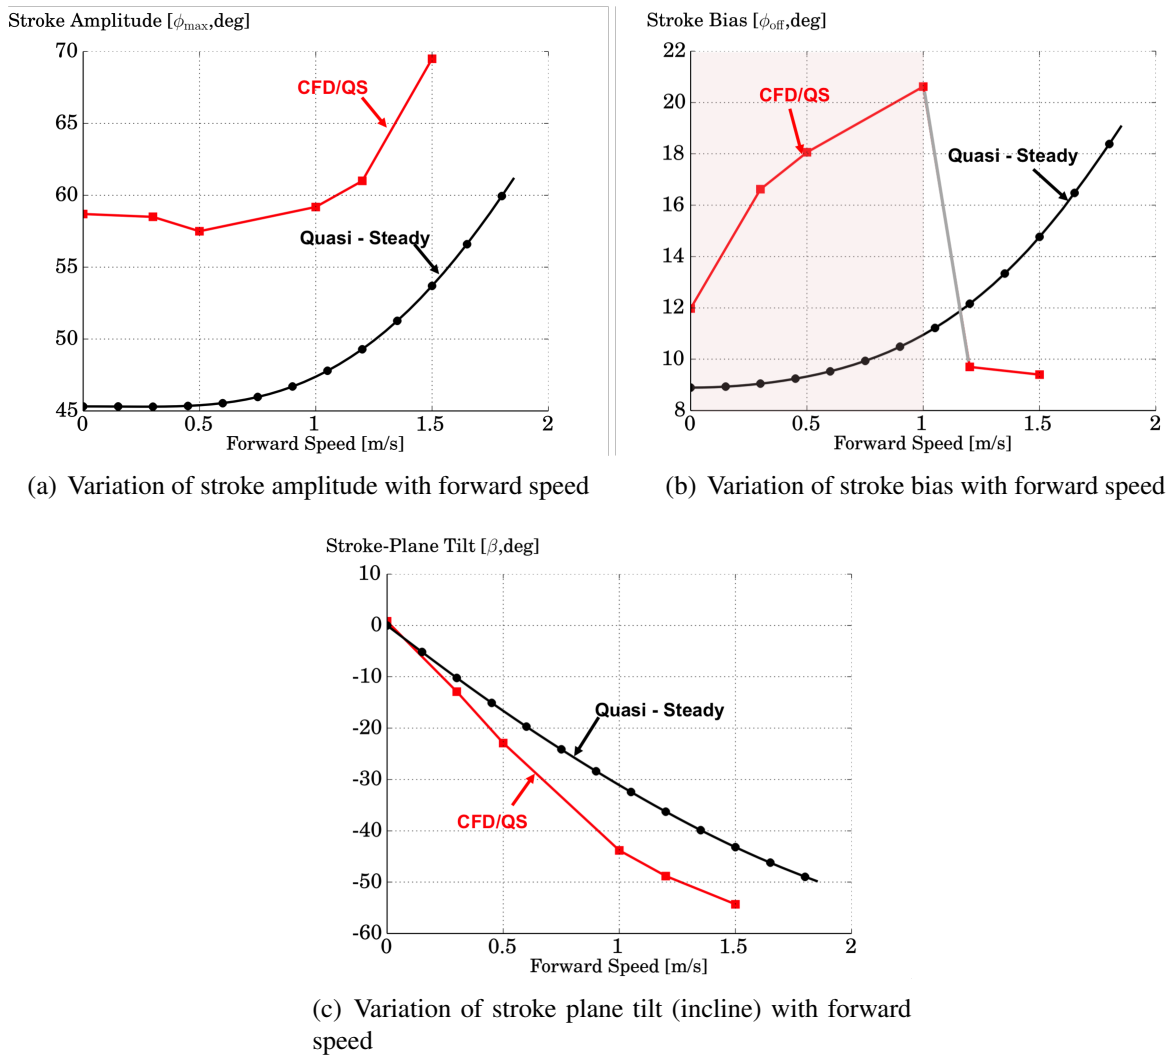 Stroke Amplitude [ϕmax,deg]
70
65
60
55
50
45
CFD/QS
Quasi - Steady
0
0.5
1
1.5
2
Forward Speed [m/s]
(a) Variation of stroke amplitude with forward speed
Stroke Bias [ϕoff,deg]
22
20
18
16
14
12
10
8
CFD/QS
Quasi - Steady
0
0.5
1
1.5
2
Forward Speed [m/s]
(b) Variation of stroke bias with forward speed
Stroke-Plane Tilt [β,deg]
10
0
-10
-20
-30
-40
-50
-60
Quasi - Steady
CFD/QS
0
0.5
1
1.5
2
Forward Speed [m/s]
(c) Variation of stroke plane tilt (incline) with forward
speed